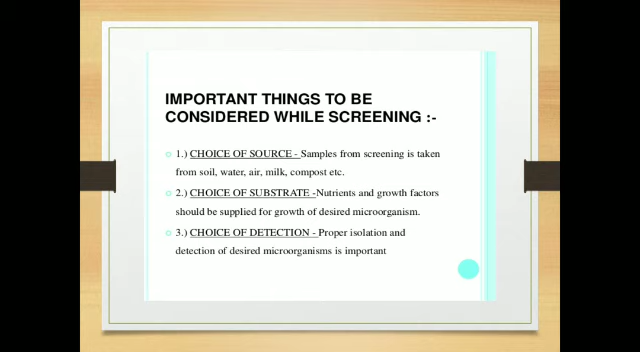 IMPORTANT THINGS TO BE
CONSIDERED WHILE SCREENING :-
1.) CHOICE OF SOURCE - Samples from screening is taken
from soil, water, air, milk, compost etc.
2.) CHOICE OF SUBSTRATE -Nutrients and growth factors
should be supplied for growth of desired microorganism.
3.) CHOICE OF DETECTION - Proper isolation and
detection of desired microorganisms is important